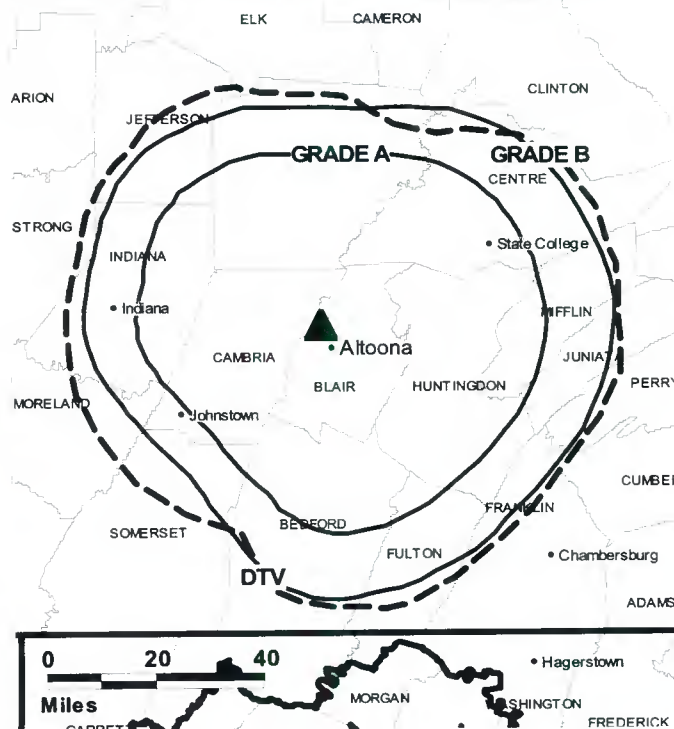 ELK
CAMERON
ARION
CLINTON
JEFFERSON
GRADE A
GRADE B
CENTRE
STRONG
State College
INDIANA
Indiana
MIFFLIN
Altoona
JUNIATA
CAMBRIA
BLAIR
HUNTINGDON
PERRY
MORELAND
Johnstown
CUMBE
FRANKLIN
BEDFORD
SOMERSET
FULTON
Chambersburg
DTV
ADAMS
0 20 40
Miles
Hagerstown
MORGAN
WASHINGTON
FREDERICK